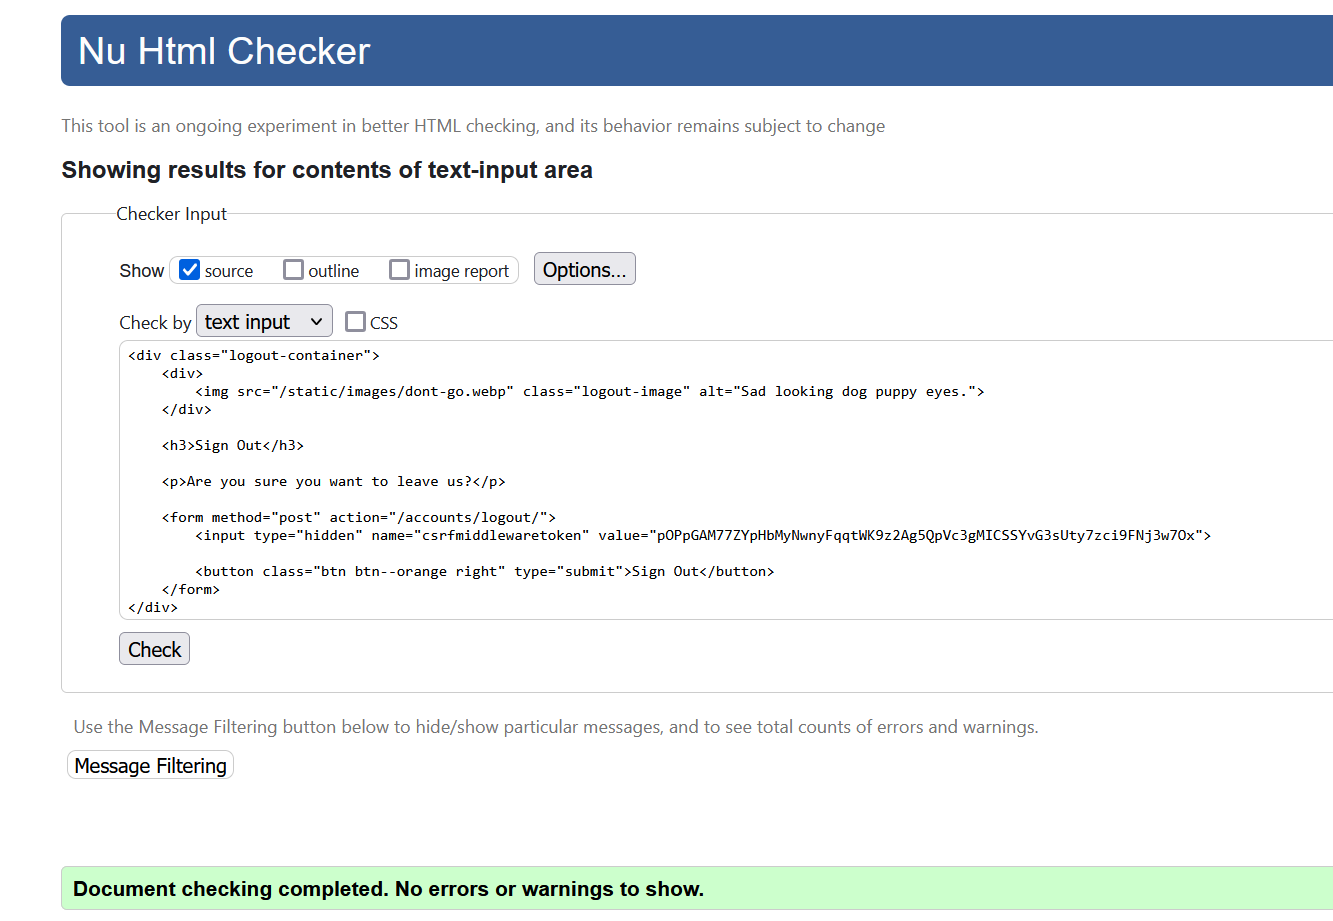 Nu Html Checker
This tool is an ongoing experiment in better HTML checking, and its behavior remains subject to change
Showing results for contents of text-input area
Checker Input
Show source outline image report Options...
Check by text input CSS
<div class="logout-container">
    <div>
        <img src="/static/images/dont-go.webp" class="logout-image" alt="Sad looking dog puppy eyes.">
    </div>
    <h3>Sign Out</h3>
    <p>Are you sure you want to leave us?</p>
    <form method="post" action="/accounts/logout/">
        <input type="hidden" name="csrfmiddlewaretoken" value="pOPpGAM77ZYpHbMyNwnyFqqtWK9z2Ag5QpVc3gMICSSYvG3sUty7zci9FNj3w7Ox">
        <button class="btn btn--orange right" type="submit">Sign Out</button>
    </form>
</div>
Check
Use the Message Filtering button below to hide/show particular messages, and to see total counts of errors and warnings.
Message Filtering
Document checking completed. No errors or warnings to show.